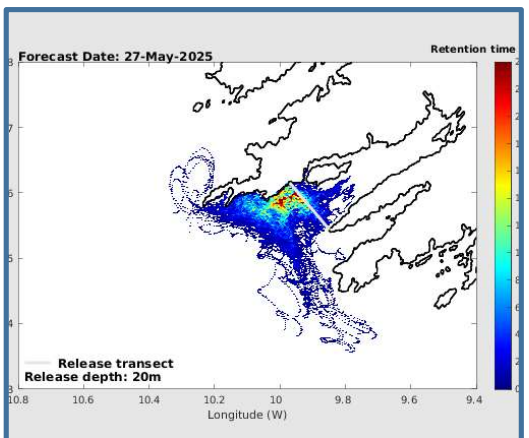 Retention time
Forecast Date: 27-May-2025
Release transect
Release depth: 20m
10.8 10.6 10.4 10.2 10 9.8 9.6 9.4
Longitude (W)